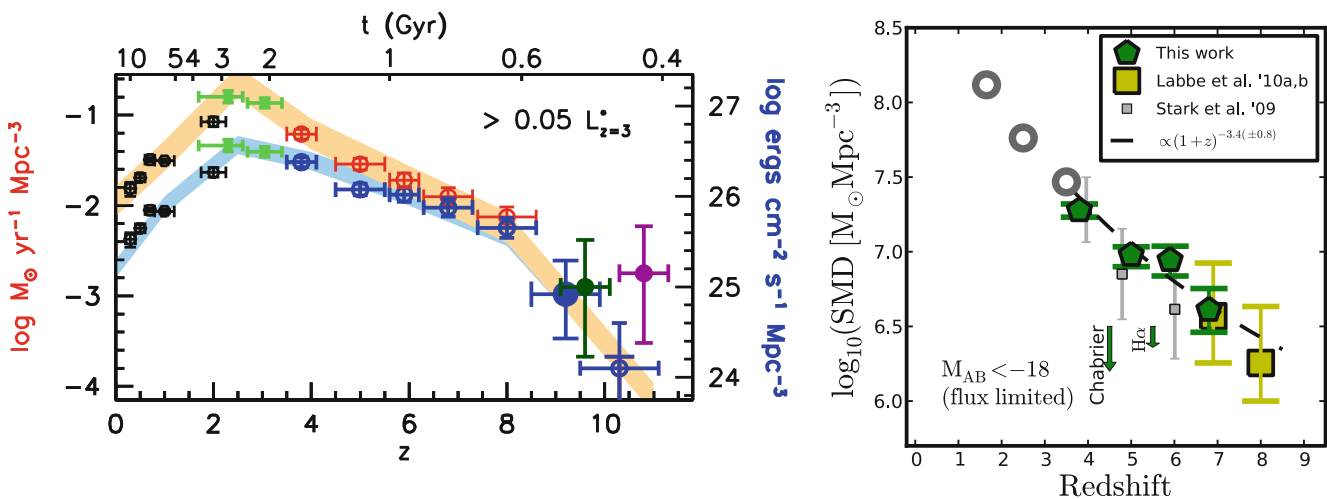 t (Gyr)
10 54 3 2 1 0.6 0.4
> 0.05 L*z=3
log M⊙ yr⁻¹ Mpc⁻³
−1
−2
−3
−4
27
26
25
24
log ergs cm⁻² s⁻¹ Mpc⁻³
0 2 4 6 8 10
z
log₁₀(SMD [M⊙Mpc⁻³])
8.5
8.0
7.5
7.0
6.5
6.0
This work
Labbe et al. '10a,b
Stark et al. '09
∝(1+z)^−3.4(±0.8)
Chabrier
Hα
M_AB<−18
(flux limited)
0 1 2 3 4 5 6 7 8 9
Redshift